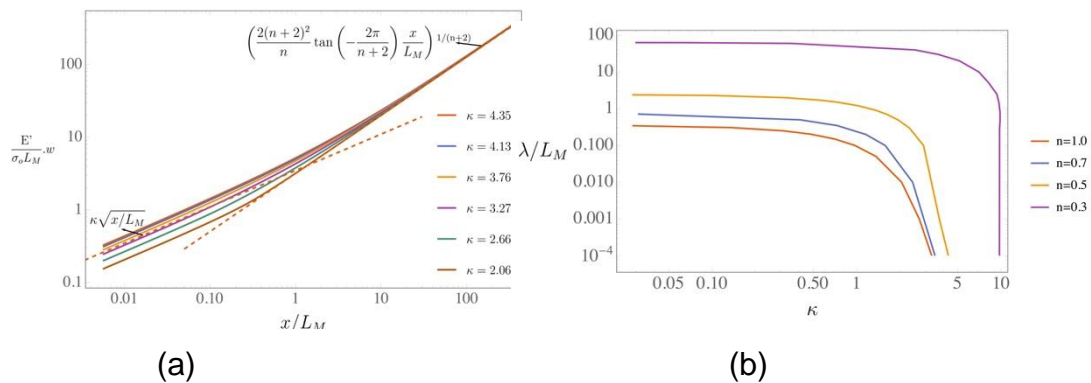 (2(n + 2)²/n tan(−2π/(n+2)) x/L_M)^1/(n+2)
100
10
1
0.1
E'/σ_o L_M .w
κ√x/L_M
κ = 4.35
κ = 4.13
κ = 3.76
κ = 3.27
κ = 2.66
κ = 2.06
0.01 0.10 1 10 100
x/L_M
(a)
100
10
1
0.100
0.010
0.001
10⁻⁴
λ/L_M
0.05 0.10 0.50 1 5 10
κ
n=1.0
n=0.7
n=0.5
n=0.3
(b)